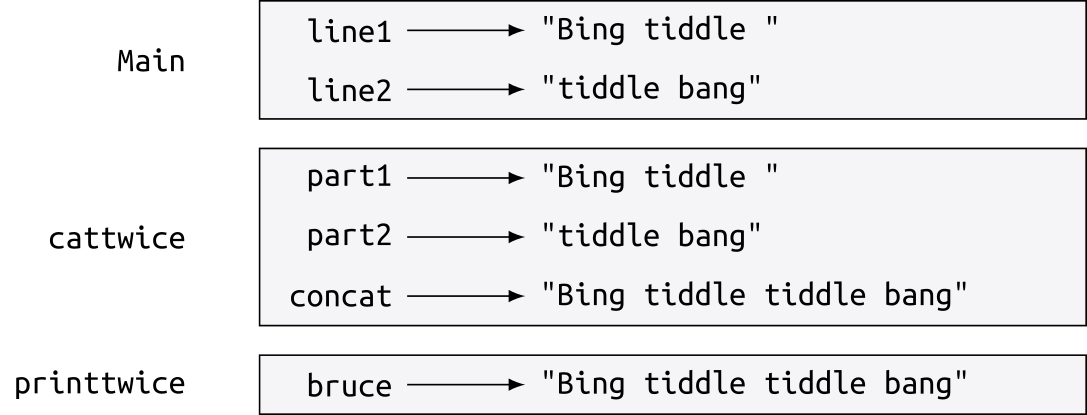 line1 "Bing tiddle "
Main
line2 "tiddle bang"
part1 "Bing tiddle "
cattwice part2 "tiddle bang"
concat "Bing tiddle tiddle bang"
printtwice bruce "Bing tiddle tiddle bang"